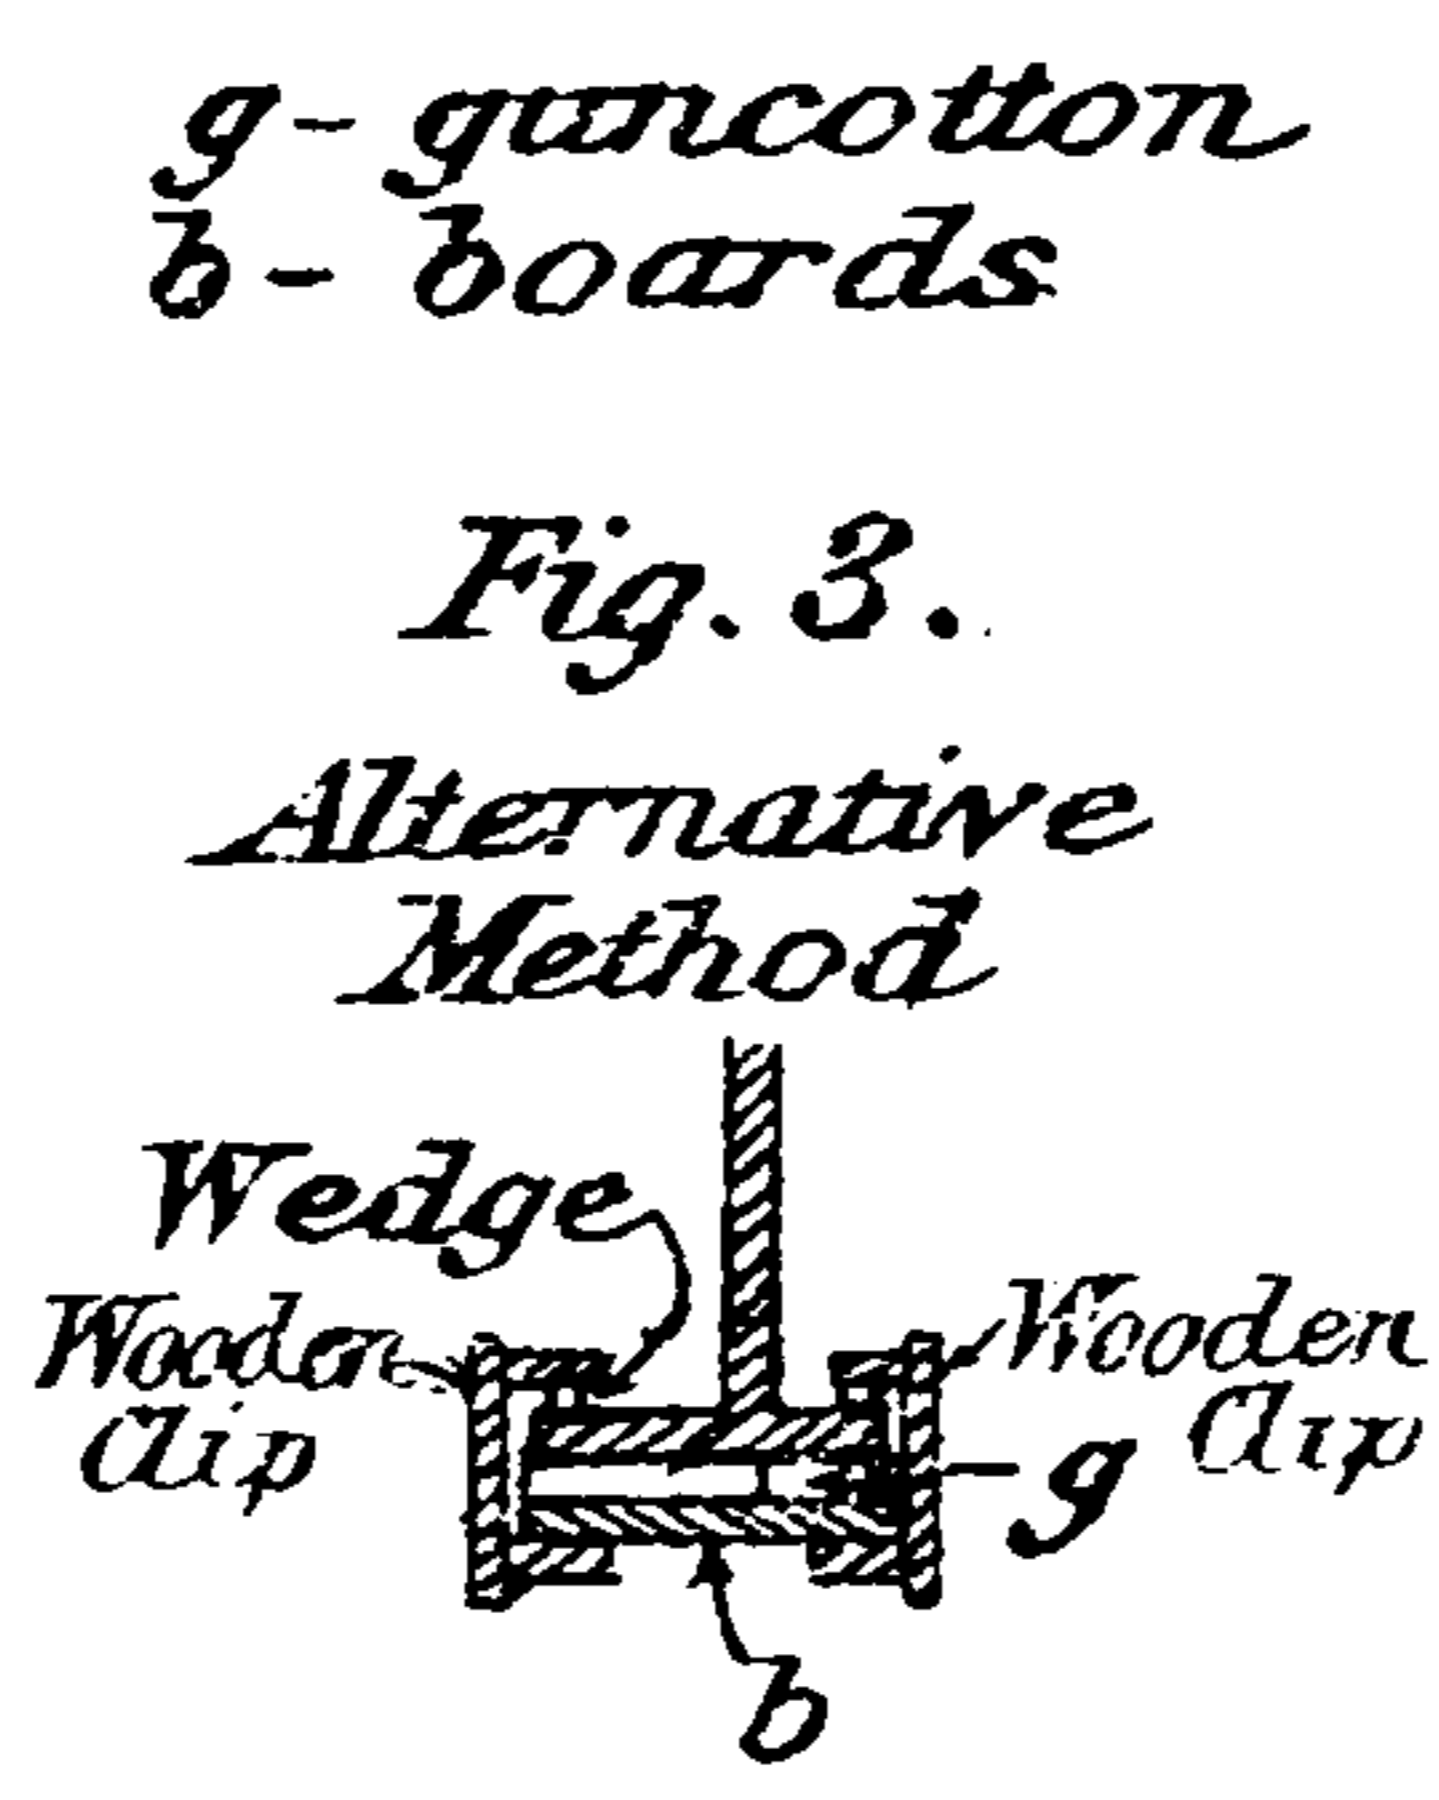 g - guncotton
b - boards
Fig. 3.
Alternative
Method
Wedge
Wooden
Clip
Wooden
Clip
g
b